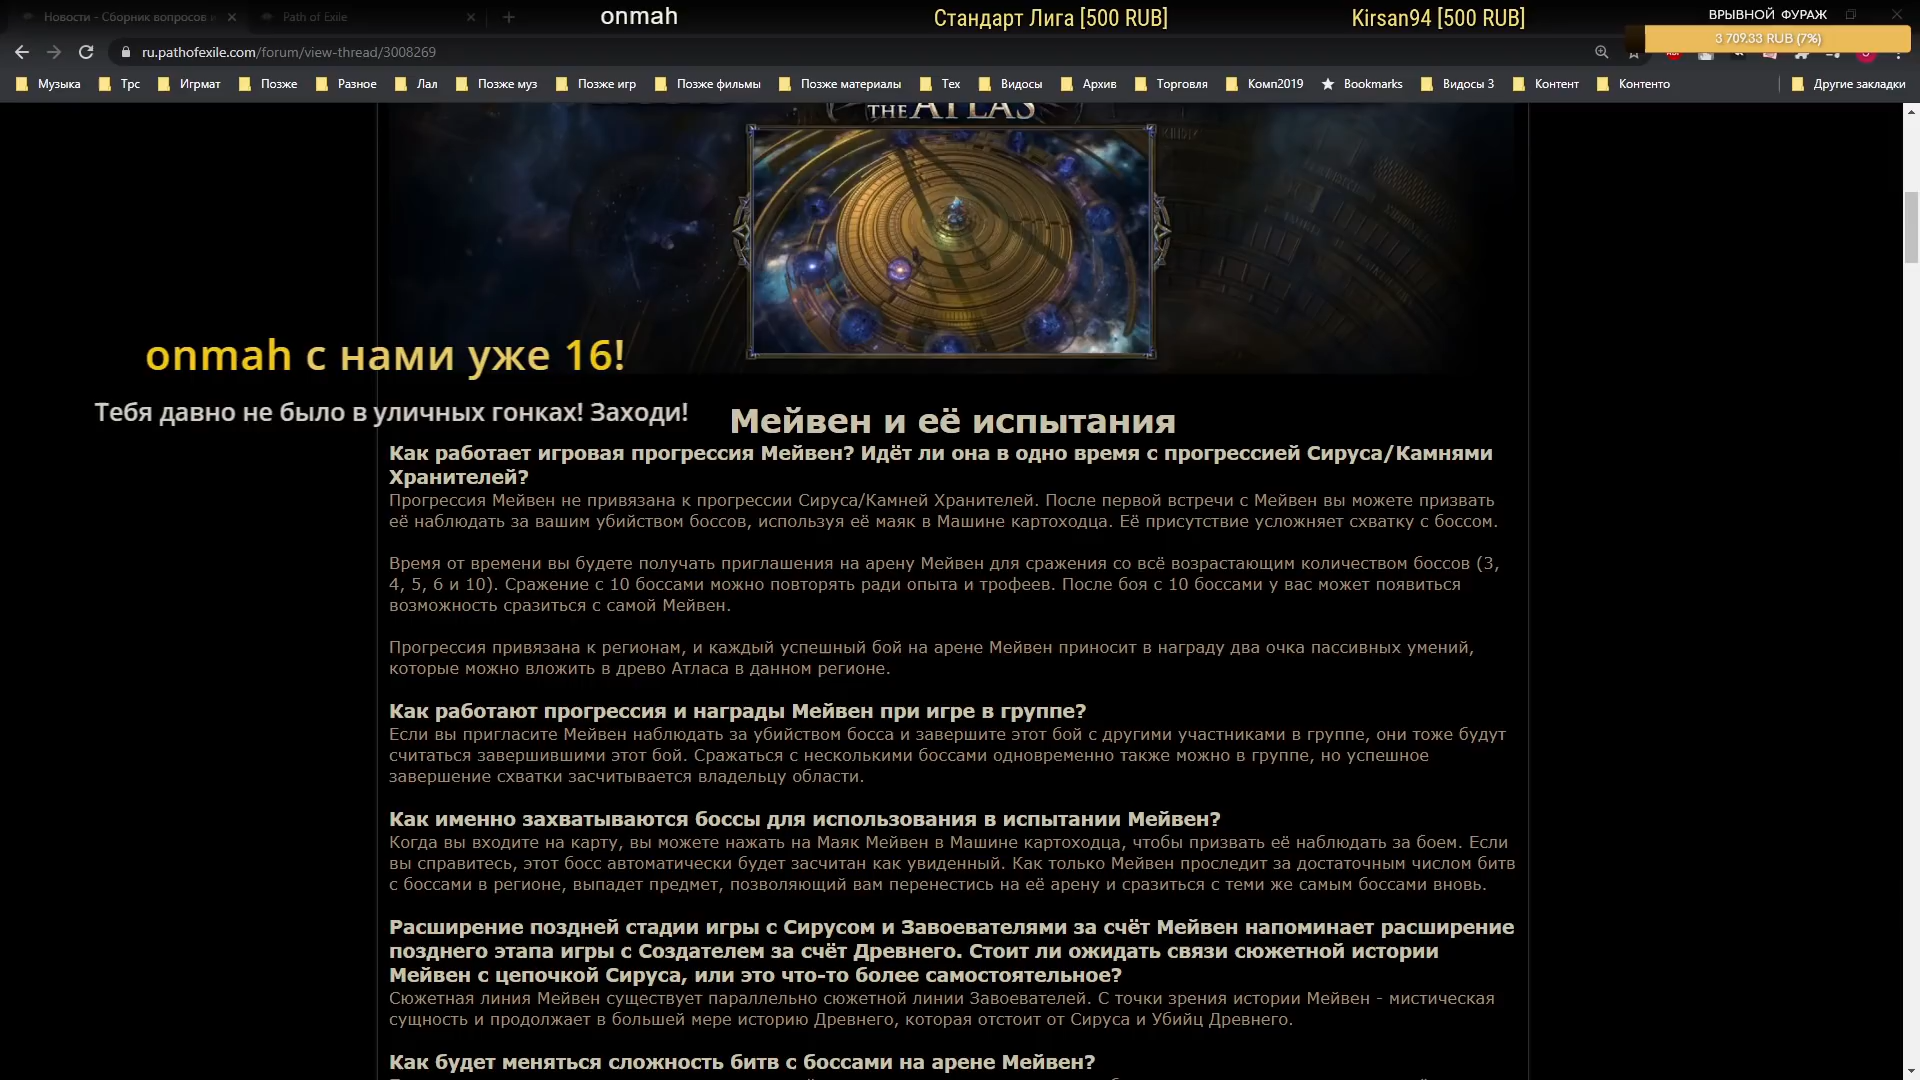 Новости - Сборник вопросов и
Path of Exile
onmah
Стандарт Лига [500 RUB]
Kirsan94 [500 RUB]
ВРЫВНОЙ ФУРАЖ
3 709.33 RUB (7%)
ru.pathofexile.com/forum/view-thread/3008269
Музыка
Трс
Игрмат
Позже
Разное
Лал
Позже муз
Позже игр
Позже фильмы
Позже материалы
Тех
Видосы
Архив
Торговля
Комп2019
Bookmarks
Видосы 3
Контент
Контенто
Другие закладки
THE ATLAS
onmah с нами уже 16!
Тебя давно не было в уличных гонках! Заходи!
Мейвен и её испытания
Как работает игровая прогрессия Мейвен? Идёт ли она в одно время с прогрессией Сируса/Камнями
Хранителей?
Прогрессия Мейвен не привязана к прогрессии Сируса/Камней Хранителей. После первой встречи с Мейвен вы можете призвать
её наблюдать за вашим убийством боссов, используя её маяк в Машине картоходца. Её присутствие усложняет схватку с боссом.
Время от времени вы будете получать приглашения на арену Мейвен для сражения со всё возрастающим количеством боссов (3,
4, 5, 6 и 10). Сражение с 10 боссами можно повторять ради опыта и трофеев. После боя с 10 боссами у вас может появиться
возможность сразиться с самой Мейвен.
Прогрессия привязана к регионам, и каждый успешный бой на арене Мейвен приносит в награду два очка пассивных умений,
которые можно вложить в древо Атласа в данном регионе.
Как работают прогрессия и награды Мейвен при игре в группе?
Если вы пригласите Мейвен наблюдать за убийством босса и завершите этот бой с другими участниками в группе, они тоже будут
считаться завершившими этот бой. Сражаться с несколькими боссами одновременно также можно в группе, но успешное
завершение схватки засчитывается владельцу области.
Как именно захватываются боссы для использования в испытании Мейвен?
Когда вы входите на карту, вы можете нажать на Маяк Мейвен в Машине картоходца, чтобы призвать её наблюдать за боем. Если
вы справитесь, этот босс автоматически будет засчитан как увиденный. Как только Мейвен проследит за достаточным числом битв
с боссами в регионе, выпадет предмет, позволяющий вам перенестись на её арену и сразиться с теми же самым боссами вновь.
Расширение поздней стадии игры с Сирусом и Завоевателями за счёт Мейвен напоминает расширение
позднего этапа игры с Создателем за счёт Древнего. Стоит ли ожидать связи сюжетной истории
Мейвен с цепочкой Сируса, или это что-то более самостоятельное?
Сюжетная линия Мейвен существует параллельно сюжетной линии Завоевателей. С точки зрения истории Мейвен - мистическая
сущность и продолжает в большей мере историю Древнего, которая отстоит от Сируса и Убийц Древнего.
Как будет меняться сложность битв с боссами на арене Мейвен?